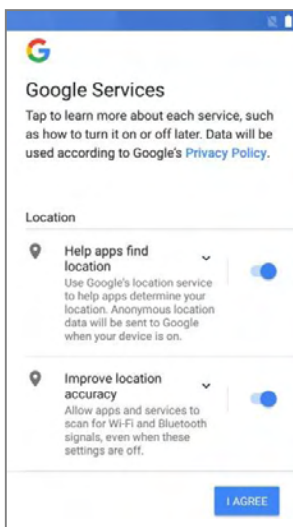 Google Services
Tap to learn more about each service, such
as how to turn it on or off later. Data will be
used according to Google's Privacy Policy.
Location
Help apps find
location
Use Google's location service
to help apps determine your
location. Anonymous location
data will be sent to Google
when your device is on.
Improve location
accuracy
Allow apps and services to
scan for Wi-Fi and Bluetooth
signals, even when these
settings are off.
I AGREE